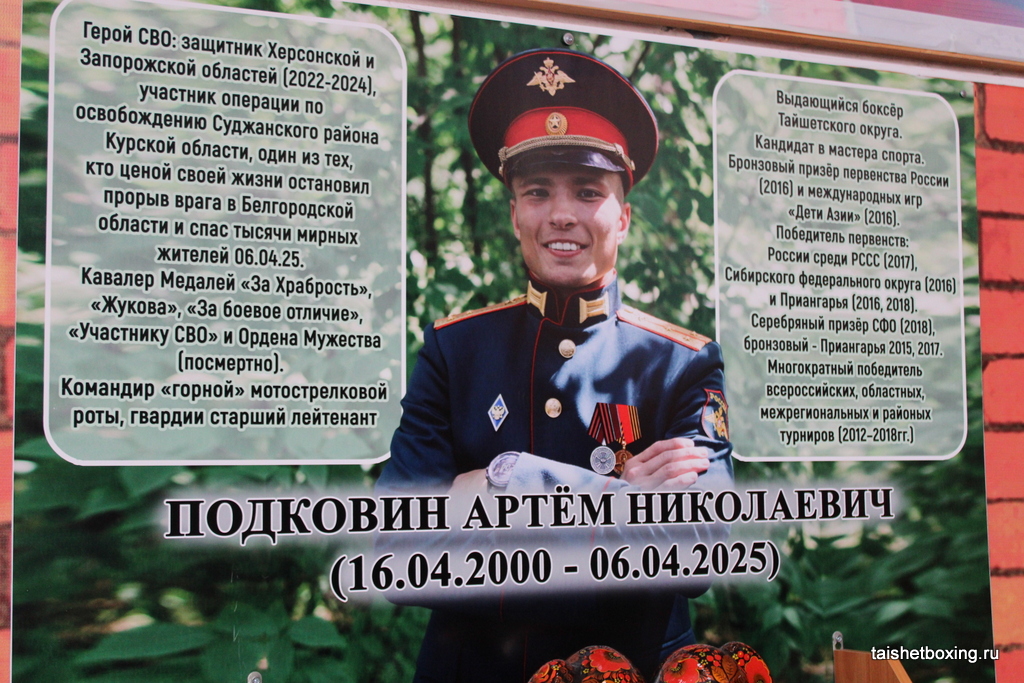 Герой СВО: защитник Херсонской и
Запорожской областей (2022-2024),
участник операции по
освобождению Суджанского района
Курской области, один из тех,
кто ценой своей жизни остановил
прорыв врага в Белгородской
области и спас тысячи мирных
жителей 06.04.25.
Кавалер Медалей «За Храбрость»,
«Жукова», «За боевое отличие»,
«Участнику СВО» и Ордена Мужества
(посмертно).
Командир «горной» мотострелковой
роты, гвардии старший лейтенант
Выдающийся боксёр
Тайшетского округа.
Кандидат в мастера спорта.
Бронзовый призёр первенства России
(2016) и международных игр
«Дети Азии» (2016).
Победитель первенств:
России среди РССС (2017),
Сибирского федерального округа (2016)
и Приангарья (2016, 2018).
Серебряный призёр СФО (2018),
бронзовый - Приангарья 2015, 2017.
Многократный победитель
всероссийских, областных,
межрегиональных и районых
турниров (2012-2018гг.)
ПОДКОВИН АРТЁМ НИКОЛАЕВИЧ
(16.04.2000 - 06.04.2025)
taishetboxing.ru